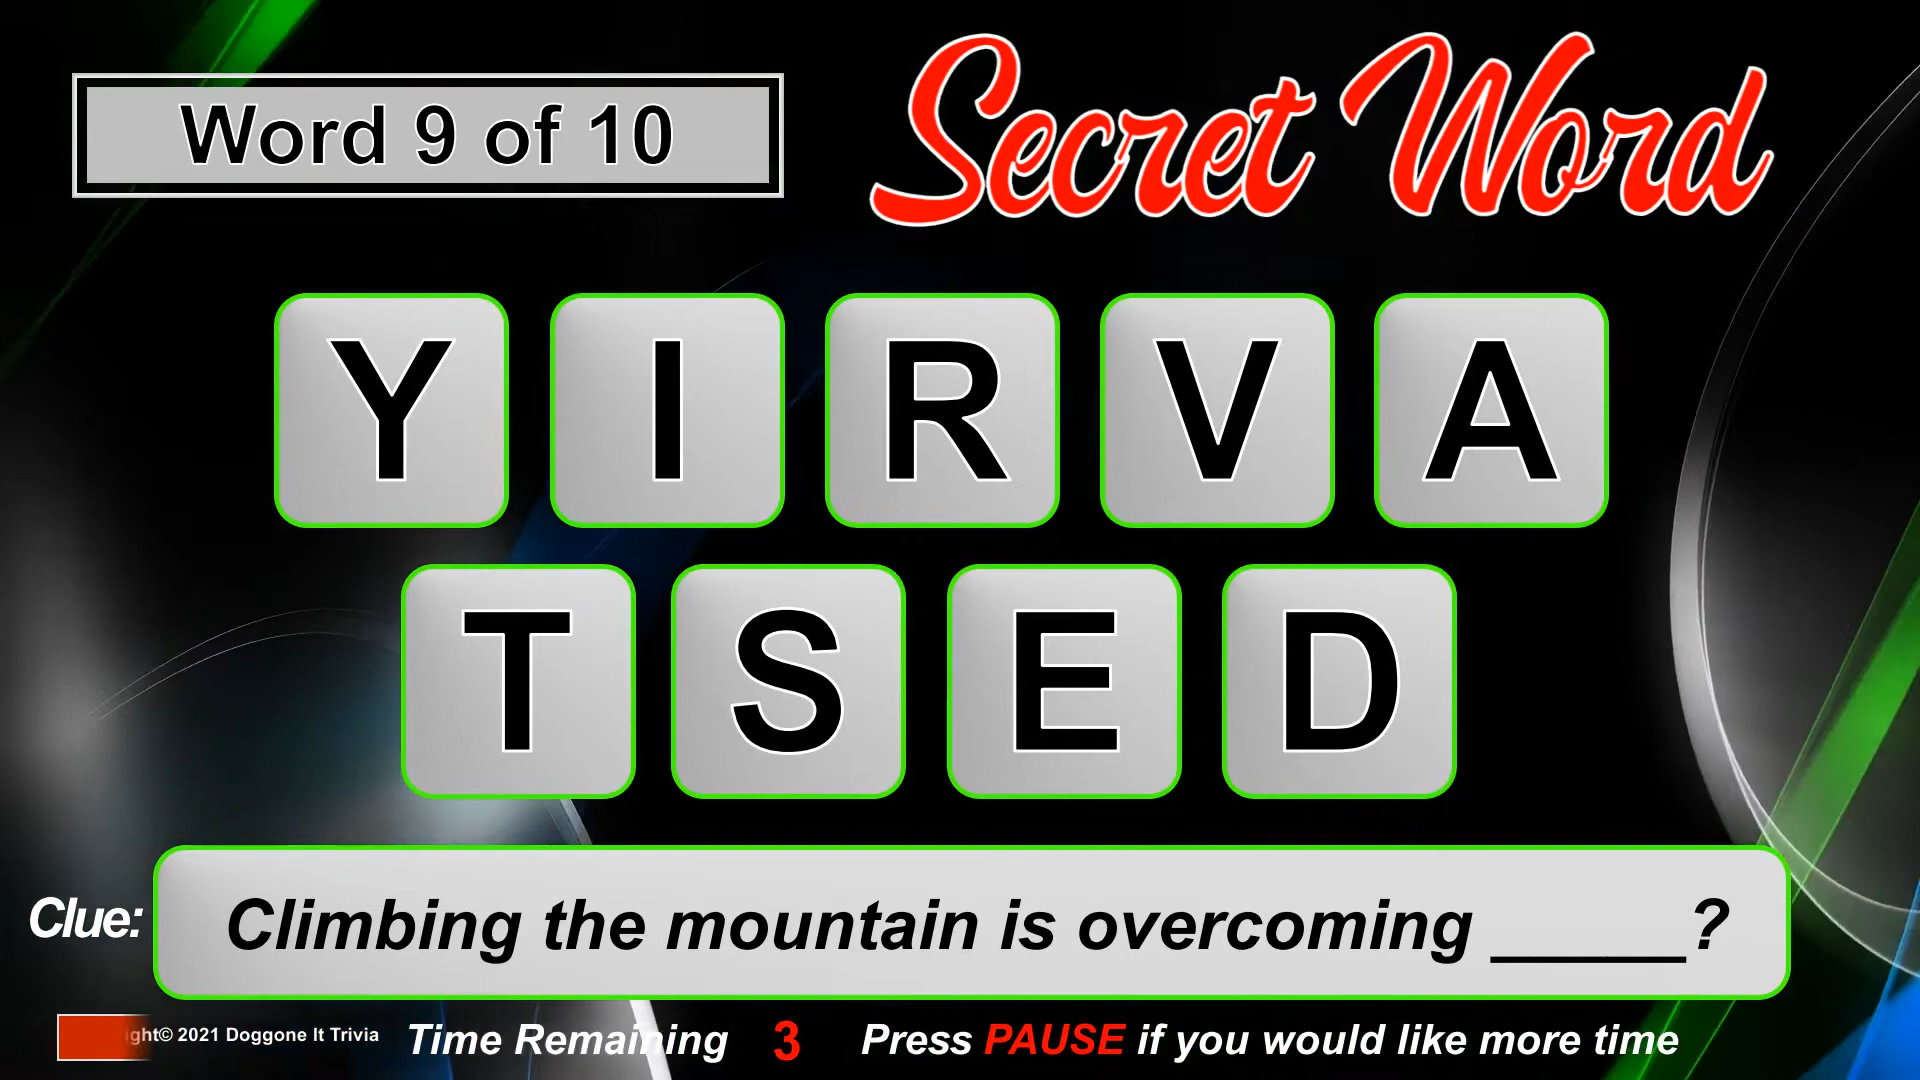 Word 9 of 10
Secret Word
Y I R V A
T S E D
Clue:
Climbing the mountain is overcoming _____?
ght© 2021 Doggone It Trivia
Time Remaining 3 Press PAUSE if you would like more time